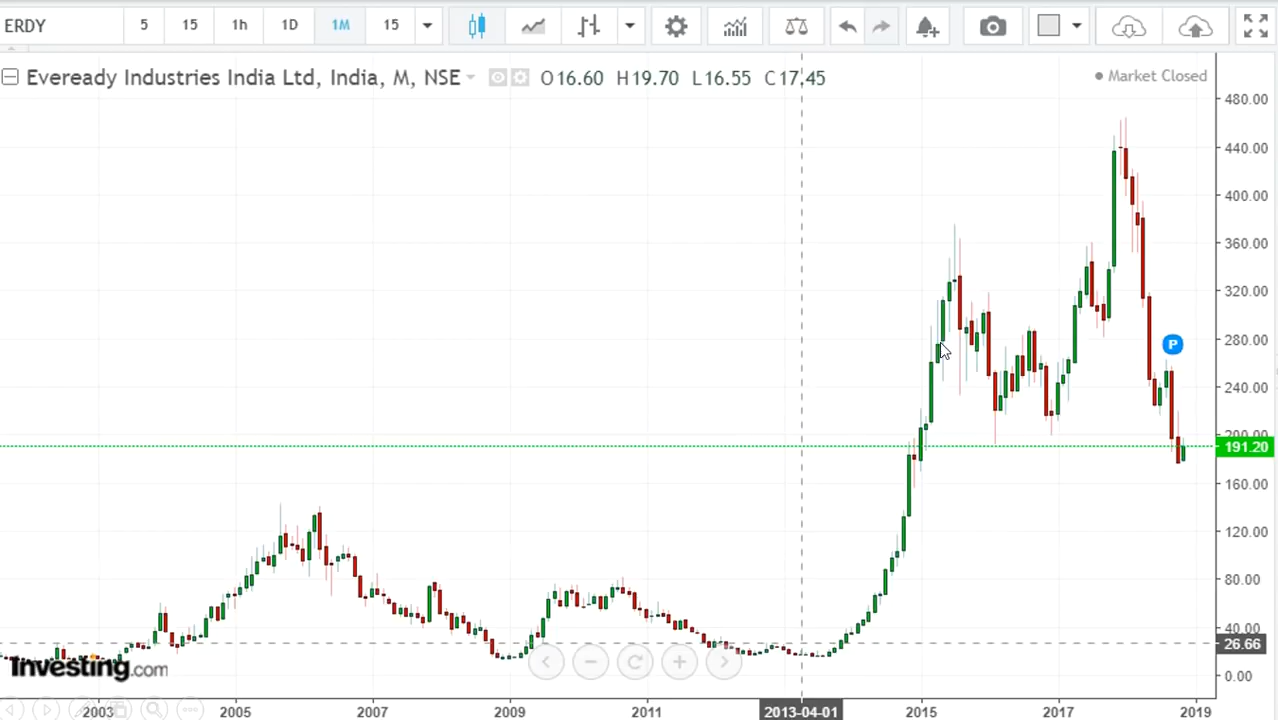 ERDY 5 15 1h 1D 1M 15
Eveready Industries India Ltd, India, M, NSE O16.60 H19.70 L16.55 C17.45
Market Closed
480.00
440.00
400.00
360.00
320.00
P
280.00
240.00
200.00
191.20
160.00
120.00
80.00
40.00
26.66
0.00
Investing.com
2003 2005 2007 2009 2011 2013-04-01 2015 2017 2019